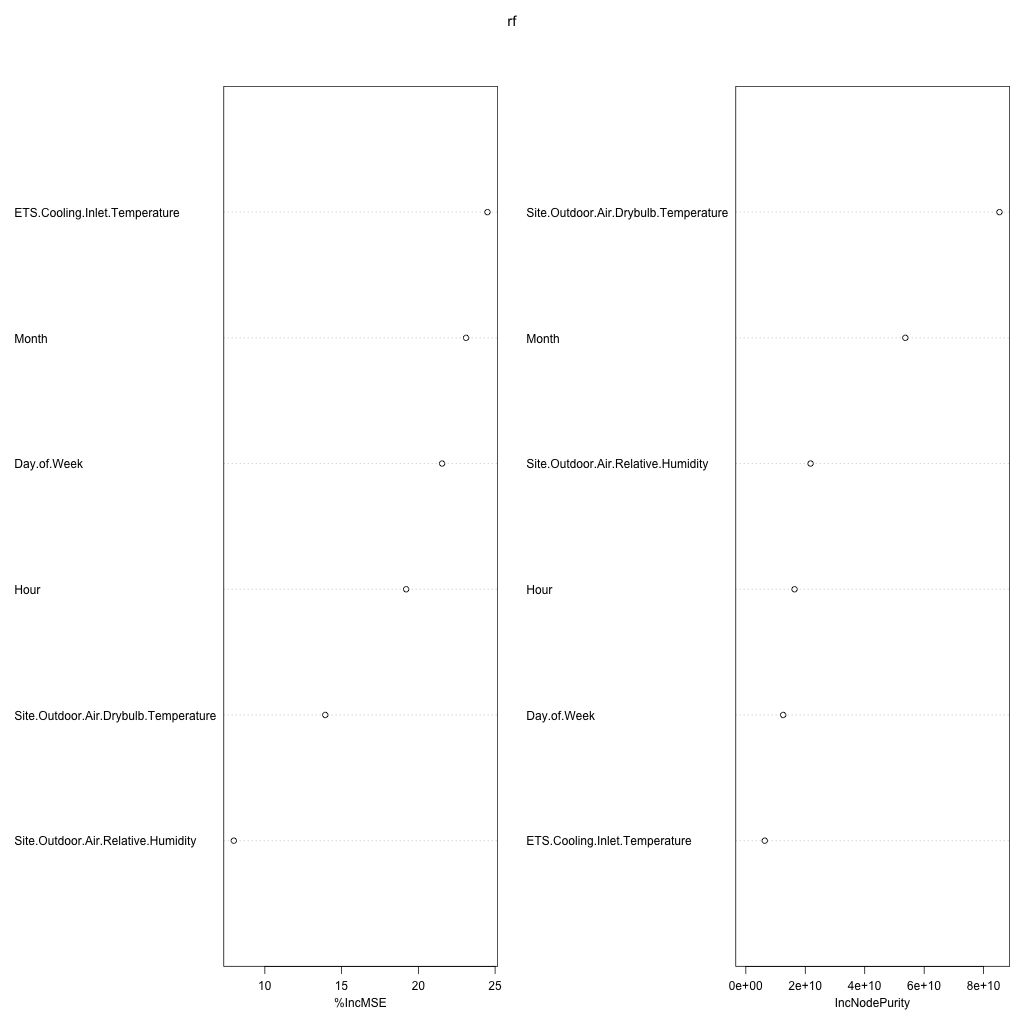 rf
ETS.Cooling.Inlet.Temperature
Month
Day.of.Week
Hour
Site.Outdoor.Air.Drybulb.Temperature
Site.Outdoor.Air.Relative.Humidity
10 15 20 25
%IncMSE
Site.Outdoor.Air.Drybulb.Temperature
Month
Site.Outdoor.Air.Relative.Humidity
Hour
Day.of.Week
ETS.Cooling.Inlet.Temperature
0e+00 2e+10 4e+10 6e+10 8e+10
IncNodePurity